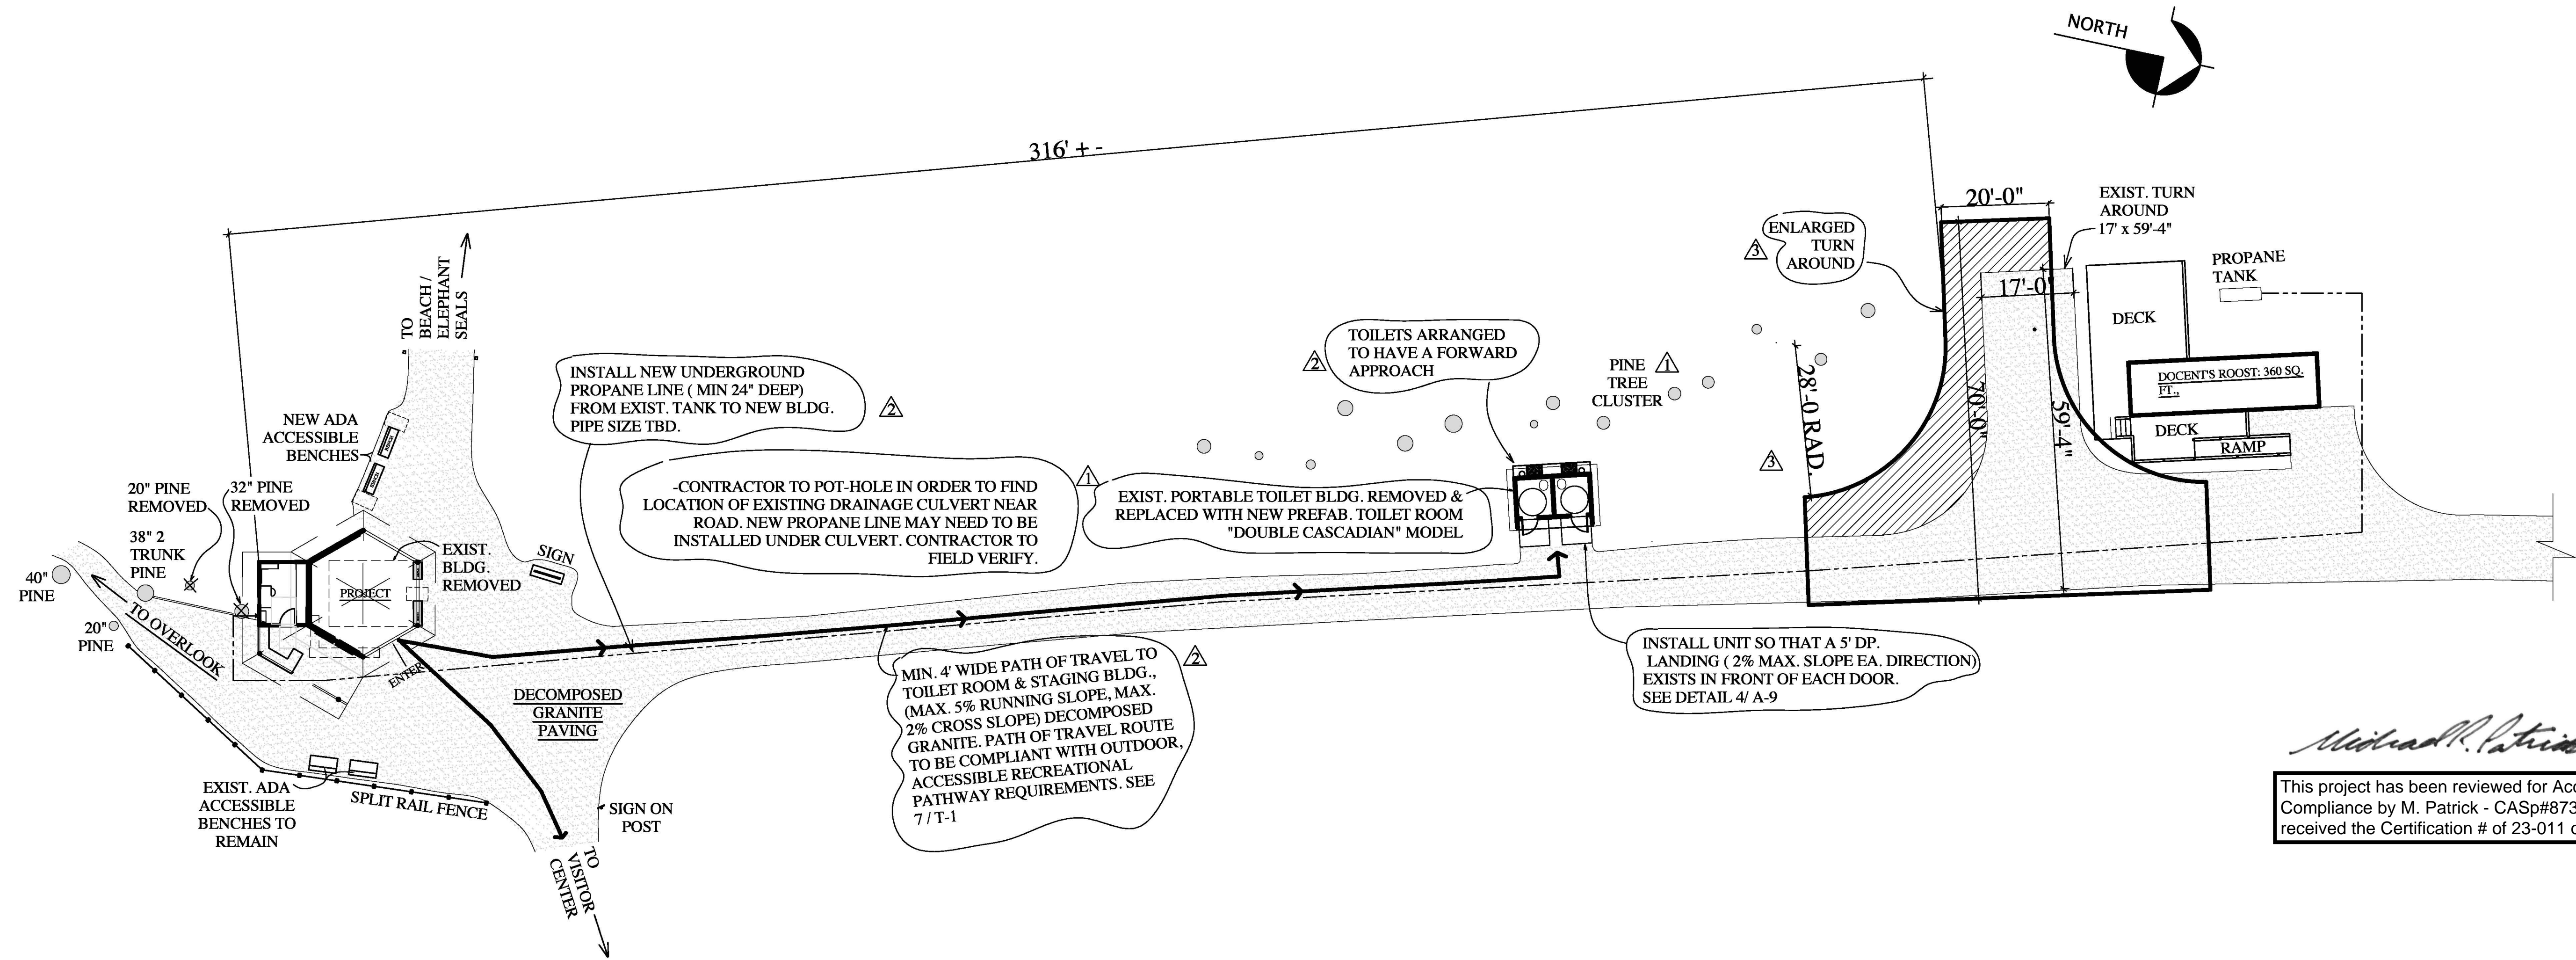 NORTH
316' + -
20'-0"
EXIST. TURN
AROUND
17' x 59'-4"
ENLARGED
TURN
AROUND
3
PROPANE
TANK
17'-0"
DECK
TO
BEACH /
ELEPHANT
SEALS
TOILETS ARRANGED
TO HAVE A FORWARD
APPROACH
2
PINE
TREE
CLUSTER
1
INSTALL NEW UNDERGROUND
PROPANE LINE ( MIN 24" DEEP)
FROM EXIST. TANK TO NEW BLDG.
PIPE SIZE TBD.
2
28'-0 RAD.
3
70'-0"
59'-4"
DOCENT'S ROOST: 360 SQ.
FT.,
DECK
RAMP
NEW ADA
ACCESSIBLE
BENCHES
20" PINE
REMOVED
32" PINE
REMOVED
38" 2
TRUNK
PINE
40"
PINE
20"
PINE
TO OVERLOOK
PROJECT
EXIST.
BLDG.
REMOVED
SIGN
-CONTRACTOR TO POT-HOLE IN ORDER TO FIND
LOCATION OF EXISTING DRAINAGE CULVERT NEAR
ROAD. NEW PROPANE LINE MAY NEED TO BE
INSTALLED UNDER CULVERT. CONTRACTOR TO
FIELD VERIFY.
1
EXIST. PORTABLE TOILET BLDG. REMOVED &
REPLACED WITH NEW PREFAB. TOILET ROOM
"DOUBLE CASCADIAN" MODEL
ENTER
DECOMPOSED
GRANITE
PAVING
MIN. 4' WIDE PATH OF TRAVEL TO
TOILET ROOM & STAGING BLDG.,
(MAX. 5% RUNNING SLOPE, MAX.
2% CROSS SLOPE) DECOMPOSED
GRANITE. PATH OF TRAVEL ROUTE
TO BE COMPLIANT WITH OUTDOOR,
ACCESSIBLE RECREATIONAL
PATHWAY REQUIREMENTS. SEE
7 / T-1
2
INSTALL UNIT SO THAT A 5' DP.
LANDING ( 2% MAX. SLOPE EA. DIRECTION)
EXISTS IN FRONT OF EACH DOOR.
SEE DETAIL 4/ A-9
EXIST. ADA
ACCESSIBLE
BENCHES TO
REMAIN
SPLIT RAIL FENCE
SIGN ON
POST
TO
VISITOR
CENTER
Michael R. Patrick
This project has been reviewed for Acc
Compliance by M. Patrick - CASp#873
received the Certification # of 23-011 o